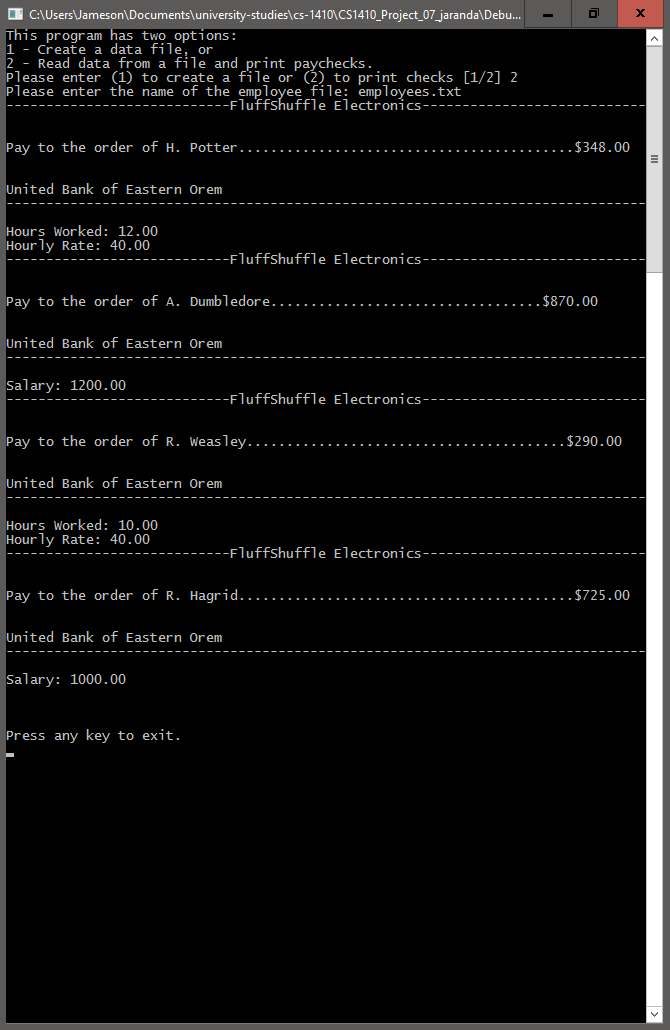 C:\Users\Jameson\Documents\university-studies\cs-1410\CS1410_Project_07_jaranda\Debu...
This program has two options:
1 - Create a data file, or
2 - Read data from a file and print paychecks.
Please enter (1) to create a file or (2) to print checks [1/2] 2
Please enter the name of the employee file: employees.txt
----------------------------FluffShuffle Electronics----------------------------
Pay to the order of H. Potter..........................................$348.00
United Bank of Eastern Orem
--------------------------------------------------------------------------------
Hours Worked: 12.00
Hourly Rate: 40.00
----------------------------FluffShuffle Electronics----------------------------
Pay to the order of A. Dumbledore..................................$870.00
United Bank of Eastern Orem
--------------------------------------------------------------------------------
Salary: 1200.00
----------------------------FluffShuffle Electronics----------------------------
Pay to the order of R. Weasley........................................$290.00
United Bank of Eastern Orem
--------------------------------------------------------------------------------
Hours Worked: 10.00
Hourly Rate: 40.00
----------------------------FluffShuffle Electronics----------------------------
Pay to the order of R. Hagrid..........................................$725.00
United Bank of Eastern Orem
--------------------------------------------------------------------------------
Salary: 1000.00
Press any key to exit.